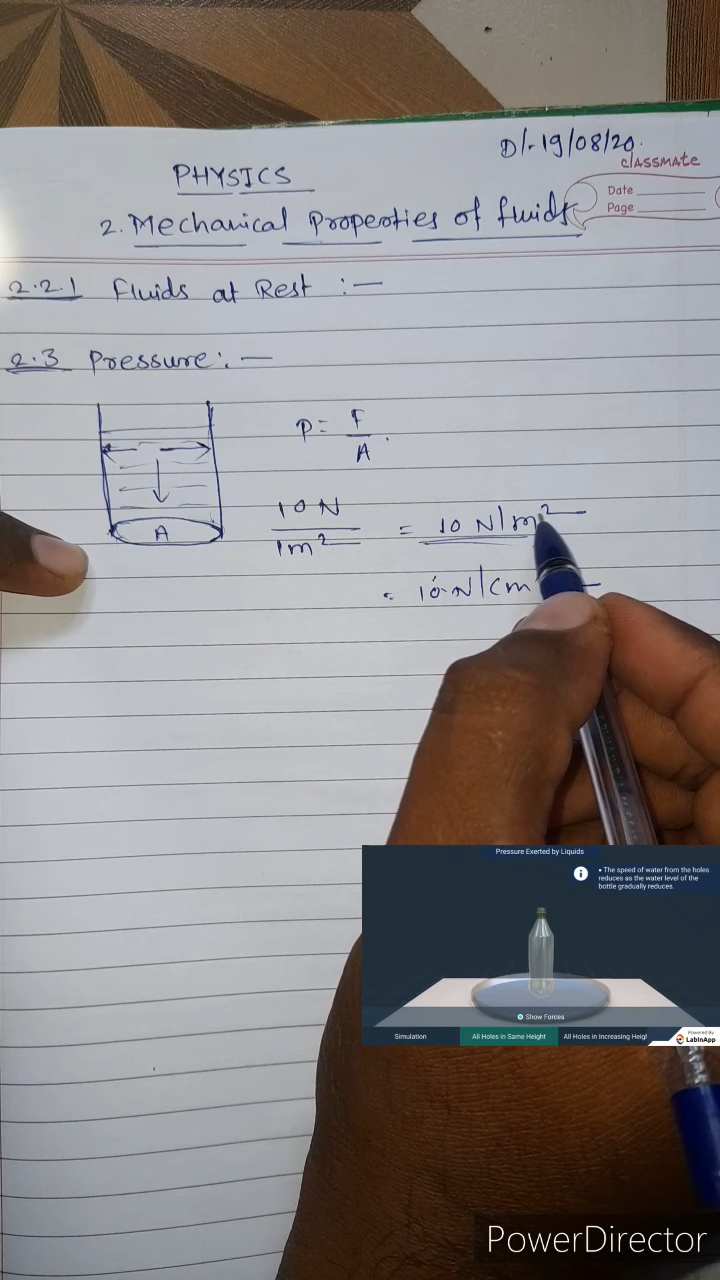 D/- 19/08/20.
classmate
PHYSICS
Date
Page
2. Mechanical Properties of fluids
2.2.1 Fluids at Rest :—
2.3 Pressure :—
P = F/A.
A
10 N / 1m² = 10 N/m²
= 10 N/cm
Pressure Exerted by Liquids
i
• The speed of water from the holes
reduces as the water level of the
bottle gradually reduces.
Show Forces
Simulation
All Holes in Same Height
All Holes in Increasing Heigh
Powered By
LabInApp
PowerDirector